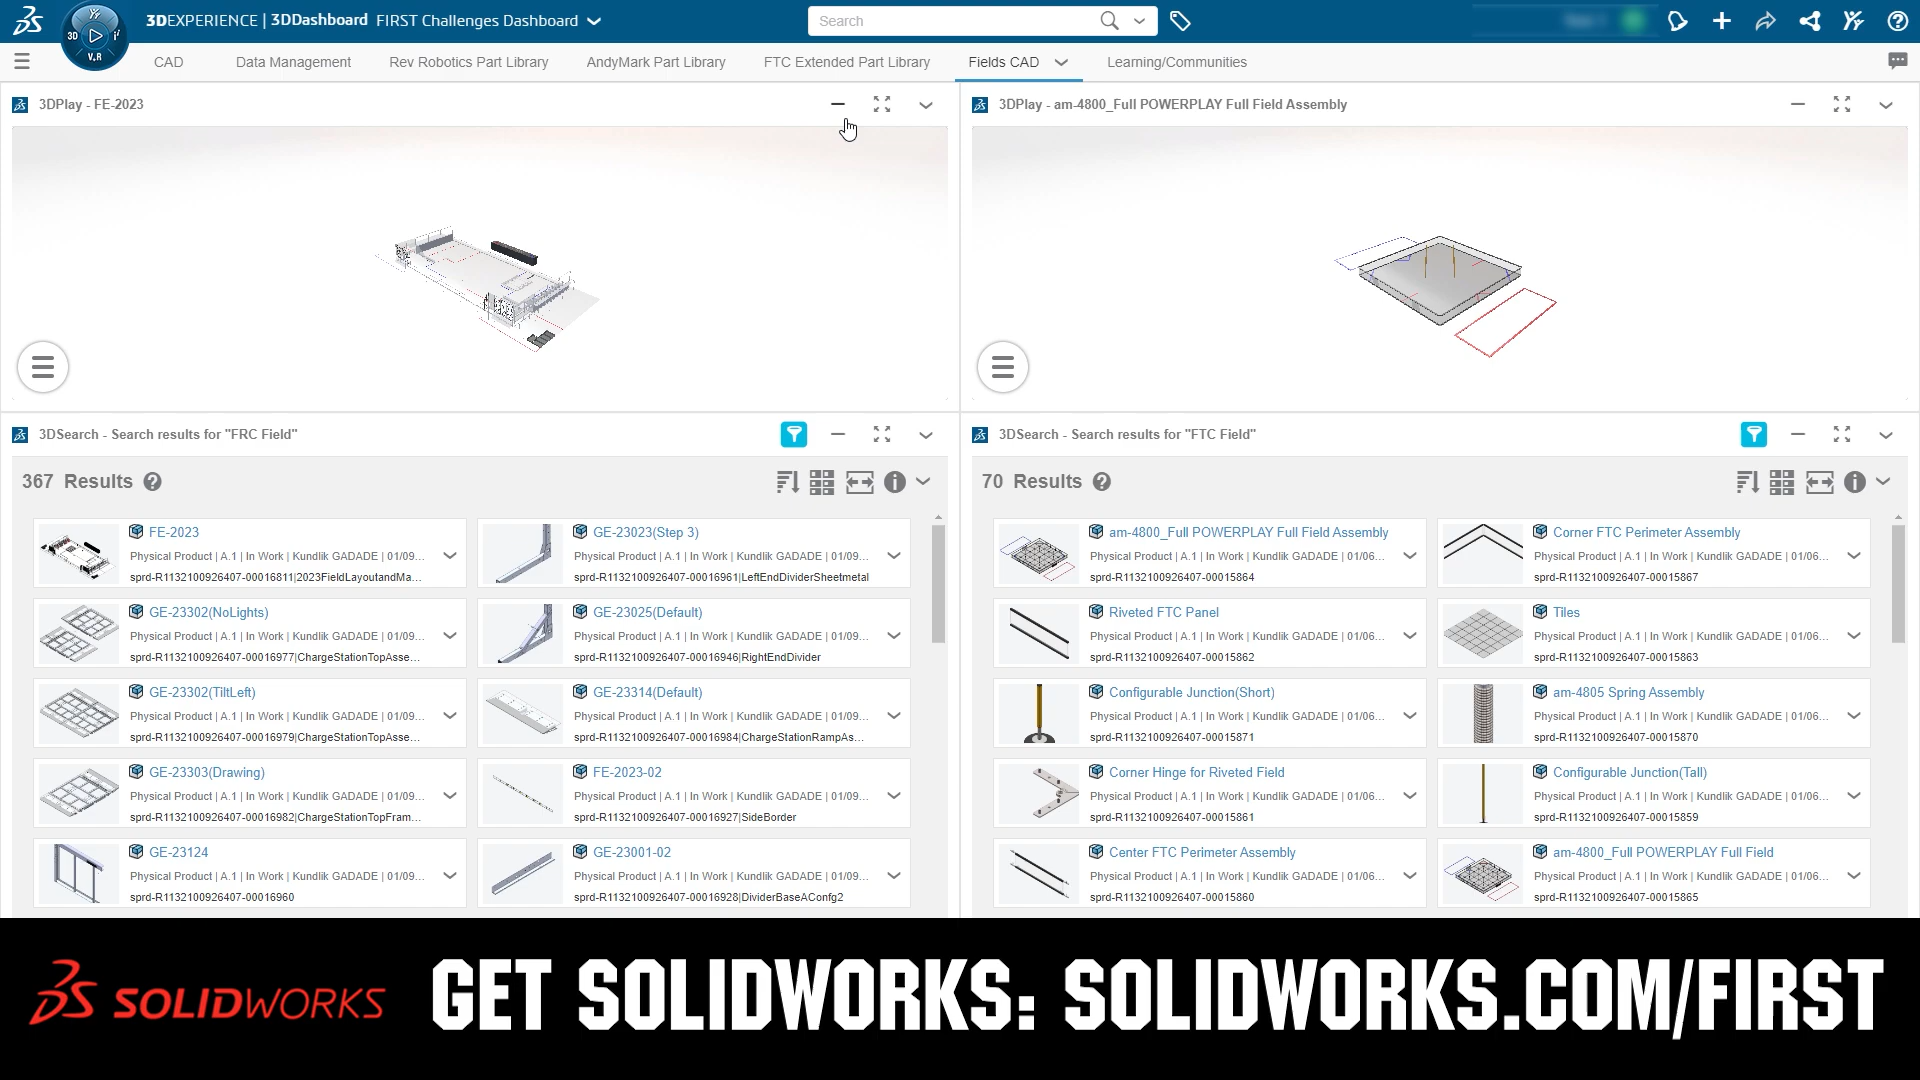 3DEXPERIENCE | 3DDashboard FIRST Challenges Dashboard
Search
3D
V.R
CAD
Data Management
Rev Robotics Part Library
AndyMark Part Library
FTC Extended Part Library
Fields CAD
Learning/Communities
3DPlay - FE-2023
3DPlay - am-4800_Full POWERPLAY Full Field Assembly
3DSearch - Search results for "FRC Field"
367 Results
FE-2023
Physical Product | A.1 | In Work | Kundlik GADADE | 01/09...
sprd-R1132100926407-00016811|2023FieldLayoutandMa...
GE-23023(Step 3)
Physical Product | A.1 | In Work | Kundlik GADADE | 01/09...
sprd-R1132100926407-00016961|LeftEndDividerSheetmetal
GE-23302(NoLights)
Physical Product | A.1 | In Work | Kundlik GADADE | 01/09...
sprd-R1132100926407-00016977|ChargeStationTopAsse...
GE-23025(Default)
Physical Product | A.1 | In Work | Kundlik GADADE | 01/09...
sprd-R1132100926407-00016946|RightEndDivider
GE-23302(TiltLeft)
Physical Product | A.1 | In Work | Kundlik GADADE | 01/09...
sprd-R1132100926407-00016979|ChargeStationTopAsse...
GE-23314(Default)
Physical Product | A.1 | In Work | Kundlik GADADE | 01/09...
sprd-R1132100926407-00016984|ChargeStationRampAs...
GE-23303(Drawing)
Physical Product | A.1 | In Work | Kundlik GADADE | 01/09...
sprd-R1132100926407-00016982|ChargeStationTopFram...
FE-2023-02
Physical Product | A.1 | In Work | Kundlik GADADE | 01/09...
sprd-R1132100926407-00016927|SideBorder
GE-23124
Physical Product | A.1 | In Work | Kundlik GADADE | 01/09...
sprd-R1132100926407-00016960
GE-23001-02
Physical Product | A.1 | In Work | Kundlik GADADE | 01/09...
sprd-R1132100926407-00016928|DividerBaseAConfg2
3DSearch - Search results for "FTC Field"
70 Results
am-4800_Full POWERPLAY Full Field Assembly
Physical Product | A.1 | In Work | Kundlik GADADE | 01/06...
sprd-R1132100926407-00015864
Corner FTC Perimeter Assembly
Physical Product | A.1 | In Work | Kundlik GADADE | 01/06...
sprd-R1132100926407-00015867
Riveted FTC Panel
Physical Product | A.1 | In Work | Kundlik GADADE | 01/06...
sprd-R1132100926407-00015862
Tiles
Physical Product | A.1 | In Work | Kundlik GADADE | 01/06...
sprd-R1132100926407-00015863
Configurable Junction(Short)
Physical Product | A.1 | In Work | Kundlik GADADE | 01/06...
sprd-R1132100926407-00015871
am-4805 Spring Assembly
Physical Product | A.1 | In Work | Kundlik GADADE | 01/06...
sprd-R1132100926407-00015870
Corner Hinge for Riveted Field
Physical Product | A.1 | In Work | Kundlik GADADE | 01/06...
sprd-R1132100926407-00015861
Configurable Junction(Tall)
Physical Product | A.1 | In Work | Kundlik GADADE | 01/06...
sprd-R1132100926407-00015859
Center FTC Perimeter Assembly
Physical Product | A.1 | In Work | Kundlik GADADE | 01/06...
sprd-R1132100926407-00015860
am-4800_Full POWERPLAY Full Field
Physical Product | A.1 | In Work | Kundlik GADADE | 01/06...
sprd-R1132100926407-00015865
SOLIDWORKS
GET SOLIDWORKS: SOLIDWORKS.COM/FIRST